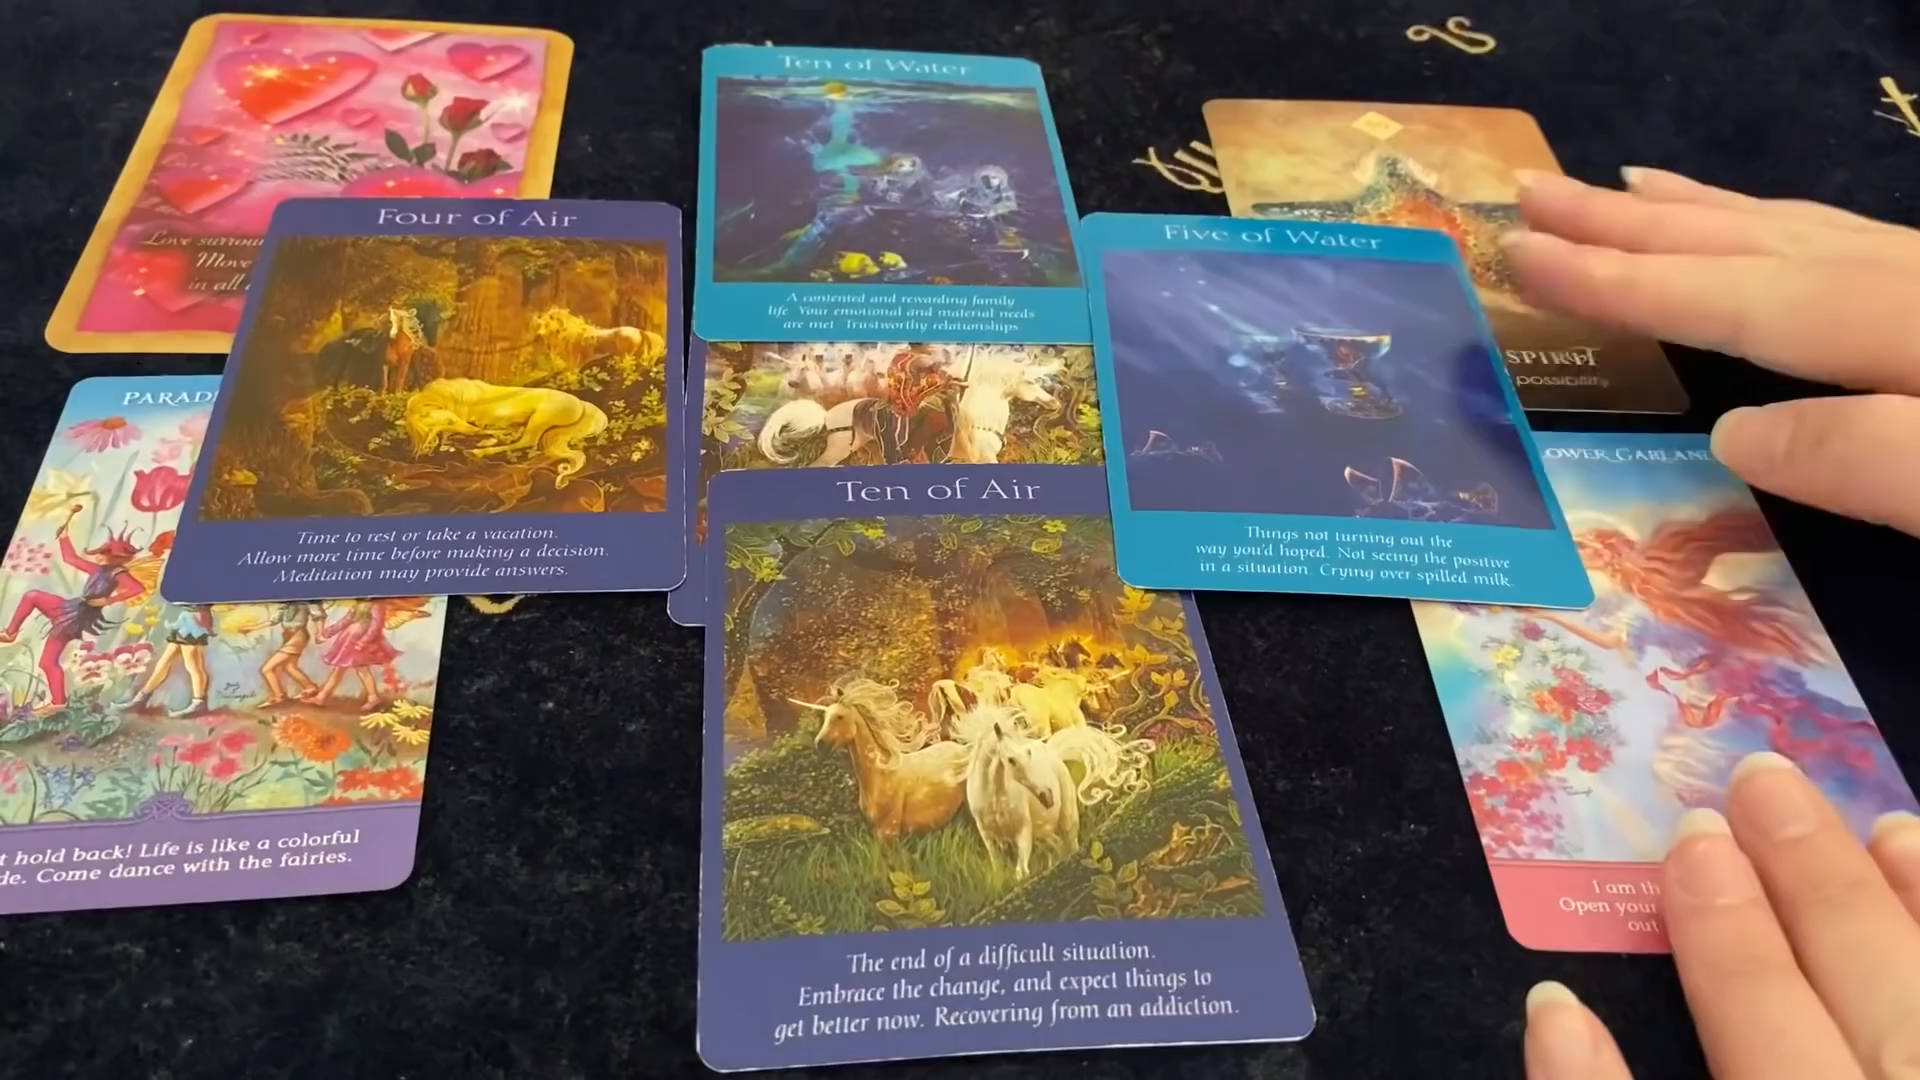 Love surrou
Move
in all
Four of Air
Time to rest or take a vacation.
Allow more time before making a decision.
Meditation may provide answers.
Ten of Water
A contented and rewarding family
life. Your emotional and material needs
are met. Trustworthy relationships
Five of Water
Things not turning out the
way you'd hoped. Not seeing the positive
in a situation. Crying over spilled milk.
SPIRIT
possibility
PARAD
t hold back! Life is like a colorful
de. Come dance with the fairies.
Ten of Air
The end of a difficult situation.
Embrace the change, and expect things to
get better now. Recovering from an addiction.
OWER GARLAN
I am th
Open your
out